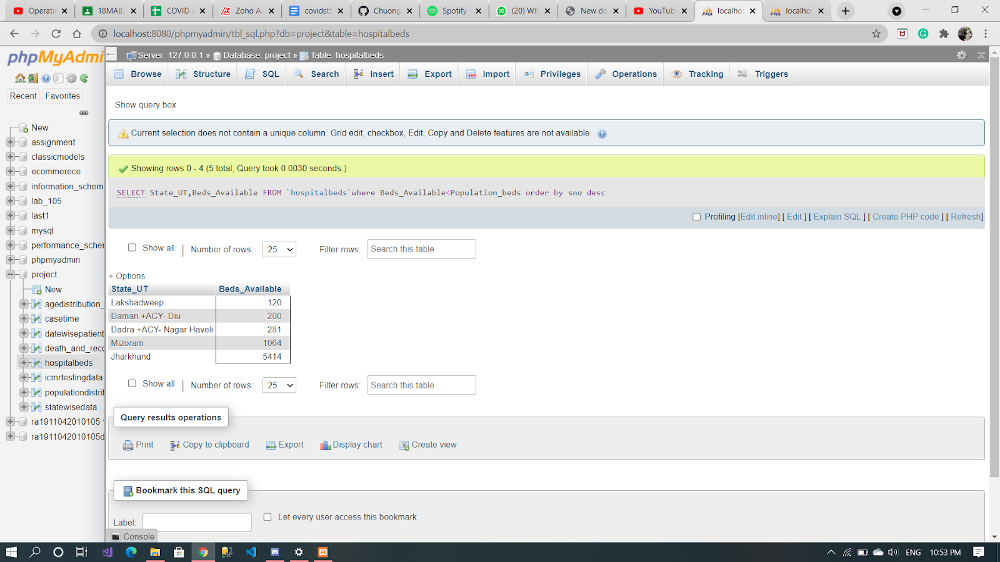 Operatin
18MAB2
COVID a
Zoho An
covidstf
Chuong
Spotify
(20) Wh
New do
YouTub
localhos
localhos
localhost:8080/phpmyadmin/tbl_sql.php?db=project&table=hospitalbeds
phpMyAdmi
Recent
Favorites
New
assignment
classicmodels
ecommerece
information_schem
lab_105
last1
mysql
performance_scher
phpmyadmin
project
New
agedistribution_
casetime
datewisepatient
death_and_recc
hospitalbeds
icmrtestingdata
populationdistrib
statewisedata
ra1911042010105
ra1911042010105d
Server: 127.0.0.1 » Database: project » Table: hospitalbeds
Browse Structure SQL Search Insert Export Import Privileges Operations Tracking Triggers
Show query box
Current selection does not contain a unique column. Grid edit, checkbox, Edit, Copy and Delete features are not available.
Showing rows 0 - 4 (5 total, Query took 0.0030 seconds.)
SELECT State_UT,Beds_Available FROM `hospitalbeds`where Beds_Available<Population_beds order by sno desc
Profiling [Edit inline] [ Edit ] [ Explain SQL ] [ Create PHP code ] [ Refresh]
Show all | Number of rows: 25 Filter rows: Search this table
+ Options
State_UT Beds_Available
Lakshadweep 120
Daman +ACY- Diu 200
Dadra +ACY- Nagar Haveli 281
Mizoram 1064
Jharkhand 5414
Show all | Number of rows: 25 Filter rows: Search this table
Query results operations
Print Copy to clipboard Export Display chart Create view
Bookmark this SQL query
Label: Let every user access this bookmark
Console
ENG 10:53 PM